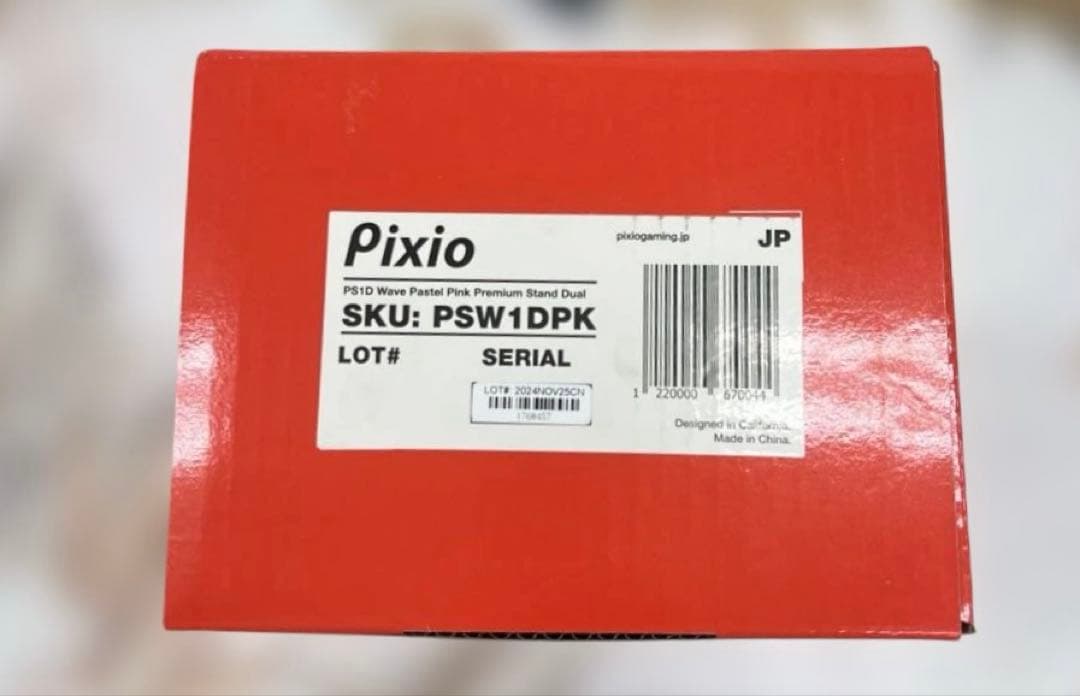 Pixio
pixiogaming.jp
JP
PS1D Wave Pastel Pink Premium Stand Dual
SKU: PSW1DPK
LOT#
SERIAL
LOT#: 2024NOV25CN
1 220000 670044
Designed in California.
Made in China.